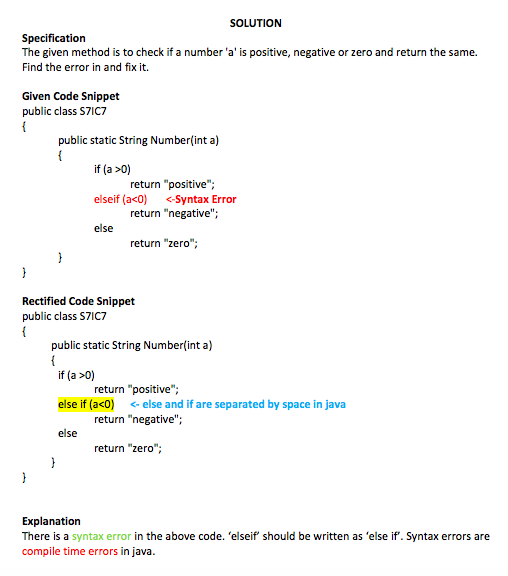 SOLUTION
Specification
The given method is to check if a number 'a' is positive, negative or zero and return the same.
Find the error in and fix it.
Given Code Snippet
public class S7IC7
{
public static String Number(int a)
{
if (a >0)
return "positive";
elseif (a<0) <-Syntax Error
return "negative";
else
return "zero";
}
}
Rectified Code Snippet
public class S7IC7
{
public static String Number(int a)
{
if (a >0)
return "positive";
else if (a<0) <- else and if are separated by space in java
return "negative";
else
return "zero";
}
}
Explanation
There is a syntax error in the above code. ‘elseif’ should be written as ‘else if’. Syntax errors are
compile time errors in java.